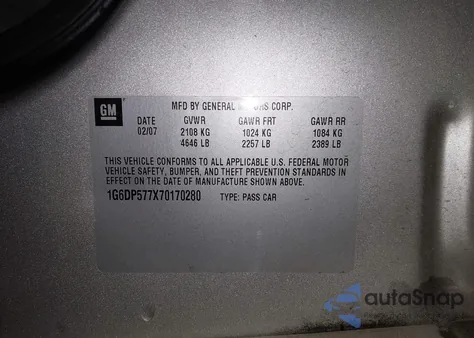 GM
MFD BY GENERAL MOTORS CORP.
DATE GVWR GAWR FRT GAWR RR
02/07 2108 KG 1024 KG 1084 KG
4646 LB 2257 LB 2389 LB
THIS VEHICLE CONFORMS TO ALL APPLICABLE U.S. FEDERAL MOTOR
VEHICLE SAFETY, BUMPER, AND THEFT PREVENTION STANDARDS IN
EFFECT ON THE DATE OF MANUFACTURE SHOWN ABOVE.
1G6DP577X70170280 TYPE: PASS CAR
autoSnap